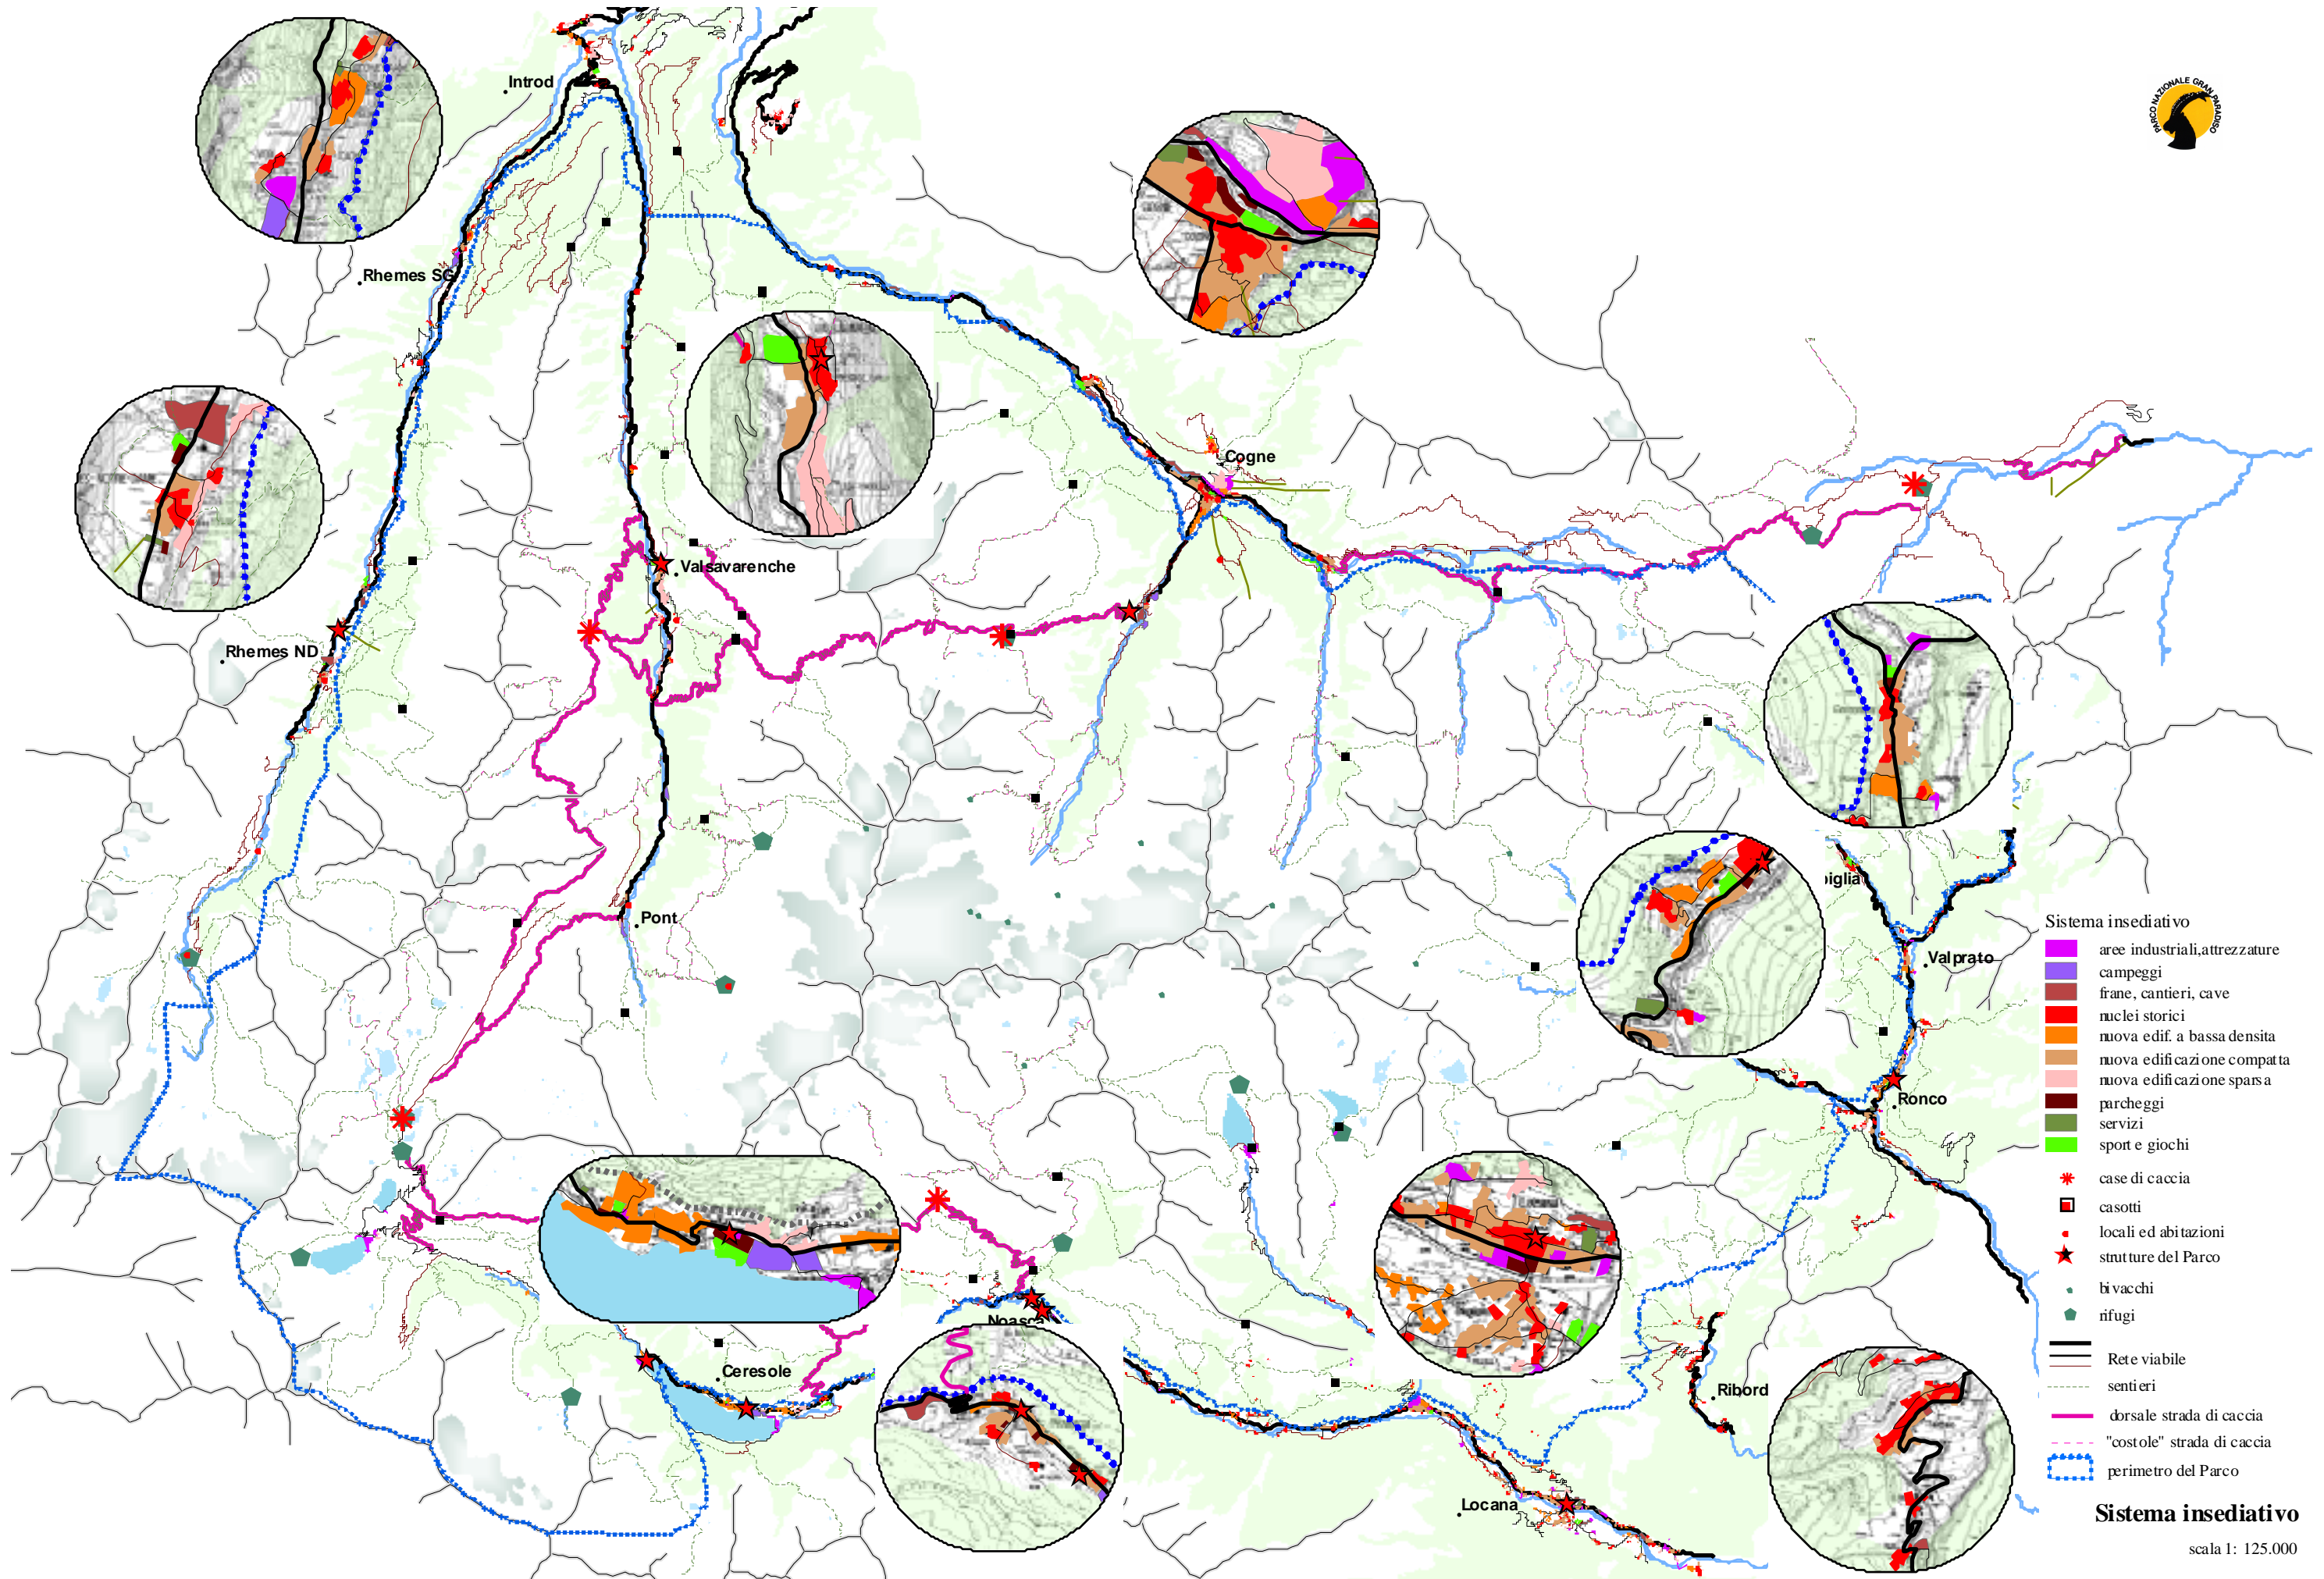 PARCO NAZIONALE GRAN PARADISO
Introd
Rhemes SG
Cogne
Valsavarenche
Rhemes ND
biglia
Pont
Valprato
Ronco
Noasca
Ceresole
Ribord
Locana
Sistema insediativo
aree industriali,attrezzature
campeggi
frane, cantieri, cave
nuclei storici
nuova edif. a bassa densita
nuova edificazione compatta
nuova edificazione sparsa
parcheggi
servizi
sport e giochi
case di caccia
casotti
locali ed abitazioni
strutture del Parco
bivacchi
rifugi
Rete viabile
sentieri
dorsale strada di caccia
"costole" strada di caccia
perimetro del Parco
Sistema insediativo
scala 1: 125.000